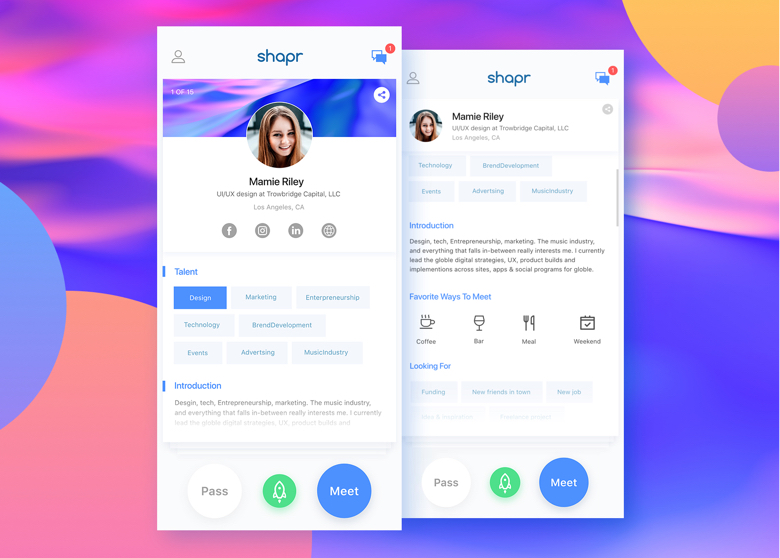 shapr
1
1 OF 15
Mamie Riley
UI/UX design at Trowbridge Capital, LLC
Los Angeles, CA
Talent
Design
Marketing
Enterpreneurship
Technology
BrendDevelopment
Events
Advertsing
MusicIndustry
Introduction
Desgin, tech, Entrepreneurship, marketing. The music industry,
and everything that falls in-between really interests me. I currently
lead the globle digital strategies, UX, product builds and
Pass
Meet
shapr
1
Mamie Riley
UI/UX design at Trowbridge Capital, LLC
Los Angeles, CA
Technology
BrendDevelopment
Events
Advertsing
MusicIndustry
Introduction
Desgin, tech, Entrepreneurship, marketing. The music industry,
and everything that falls in-between really interests me. I currently
lead the globle digital strategies, UX, product builds and
implementions across sites, apps & social programs for globle.
Favorite Ways To Meet
Coffee
Bar
Meal
Weekend
Looking For
Funding
New friends in town
New job
Pass
Meet